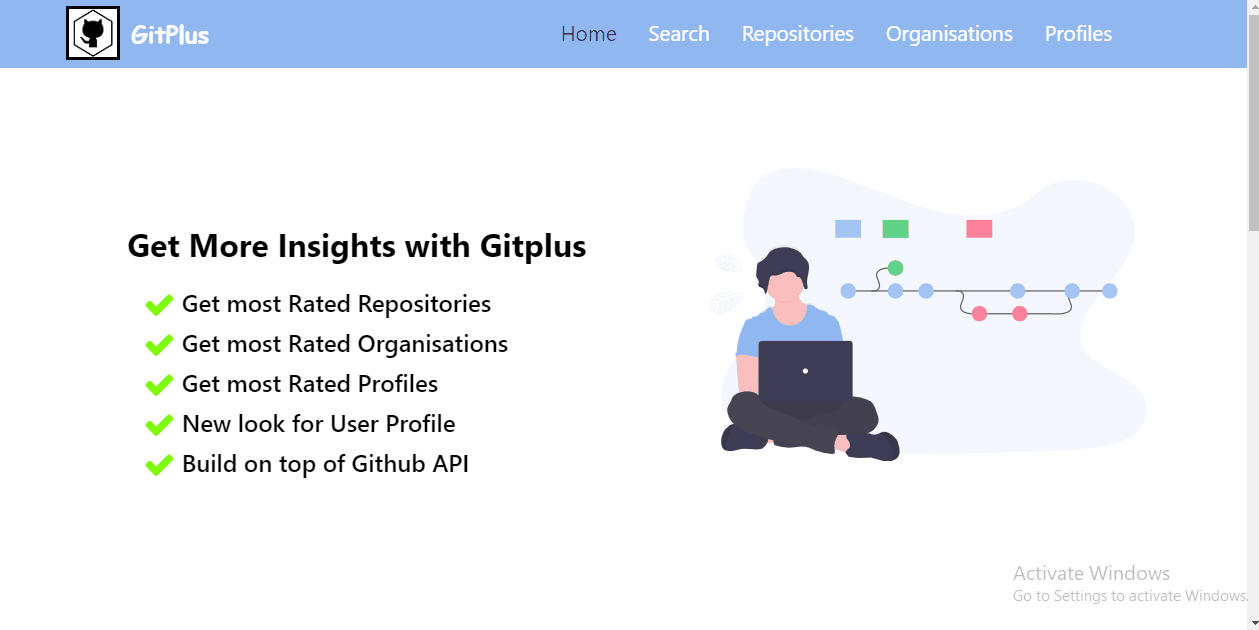 GitPlus
Home Search Repositories Organisations Profiles
Get More Insights with Gitplus
Get most Rated Repositories
Get most Rated Organisations
Get most Rated Profiles
New look for User Profile
Build on top of Github API
Activate Windows
Go to Settings to activate Windows.